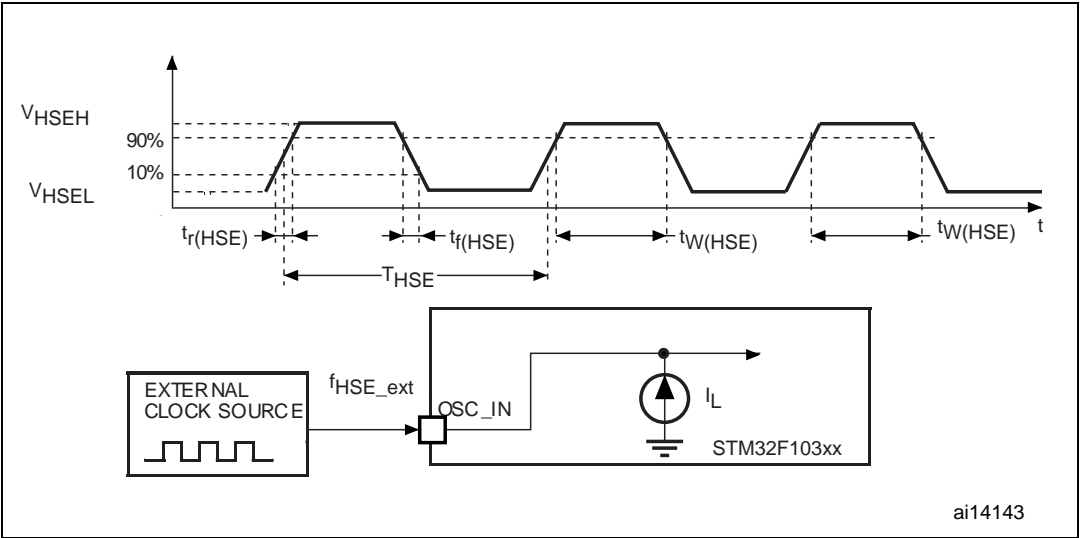 VHSEH
90%
10%
VHSEL
tr(HSE)
tf(HSE)
tW(HSE)
tW(HSE)
t
THSE
EXTERNAL
CLOCK SOURCE
fHSE_ext
OSC_IN
IL
STM32F103xx
ai14143